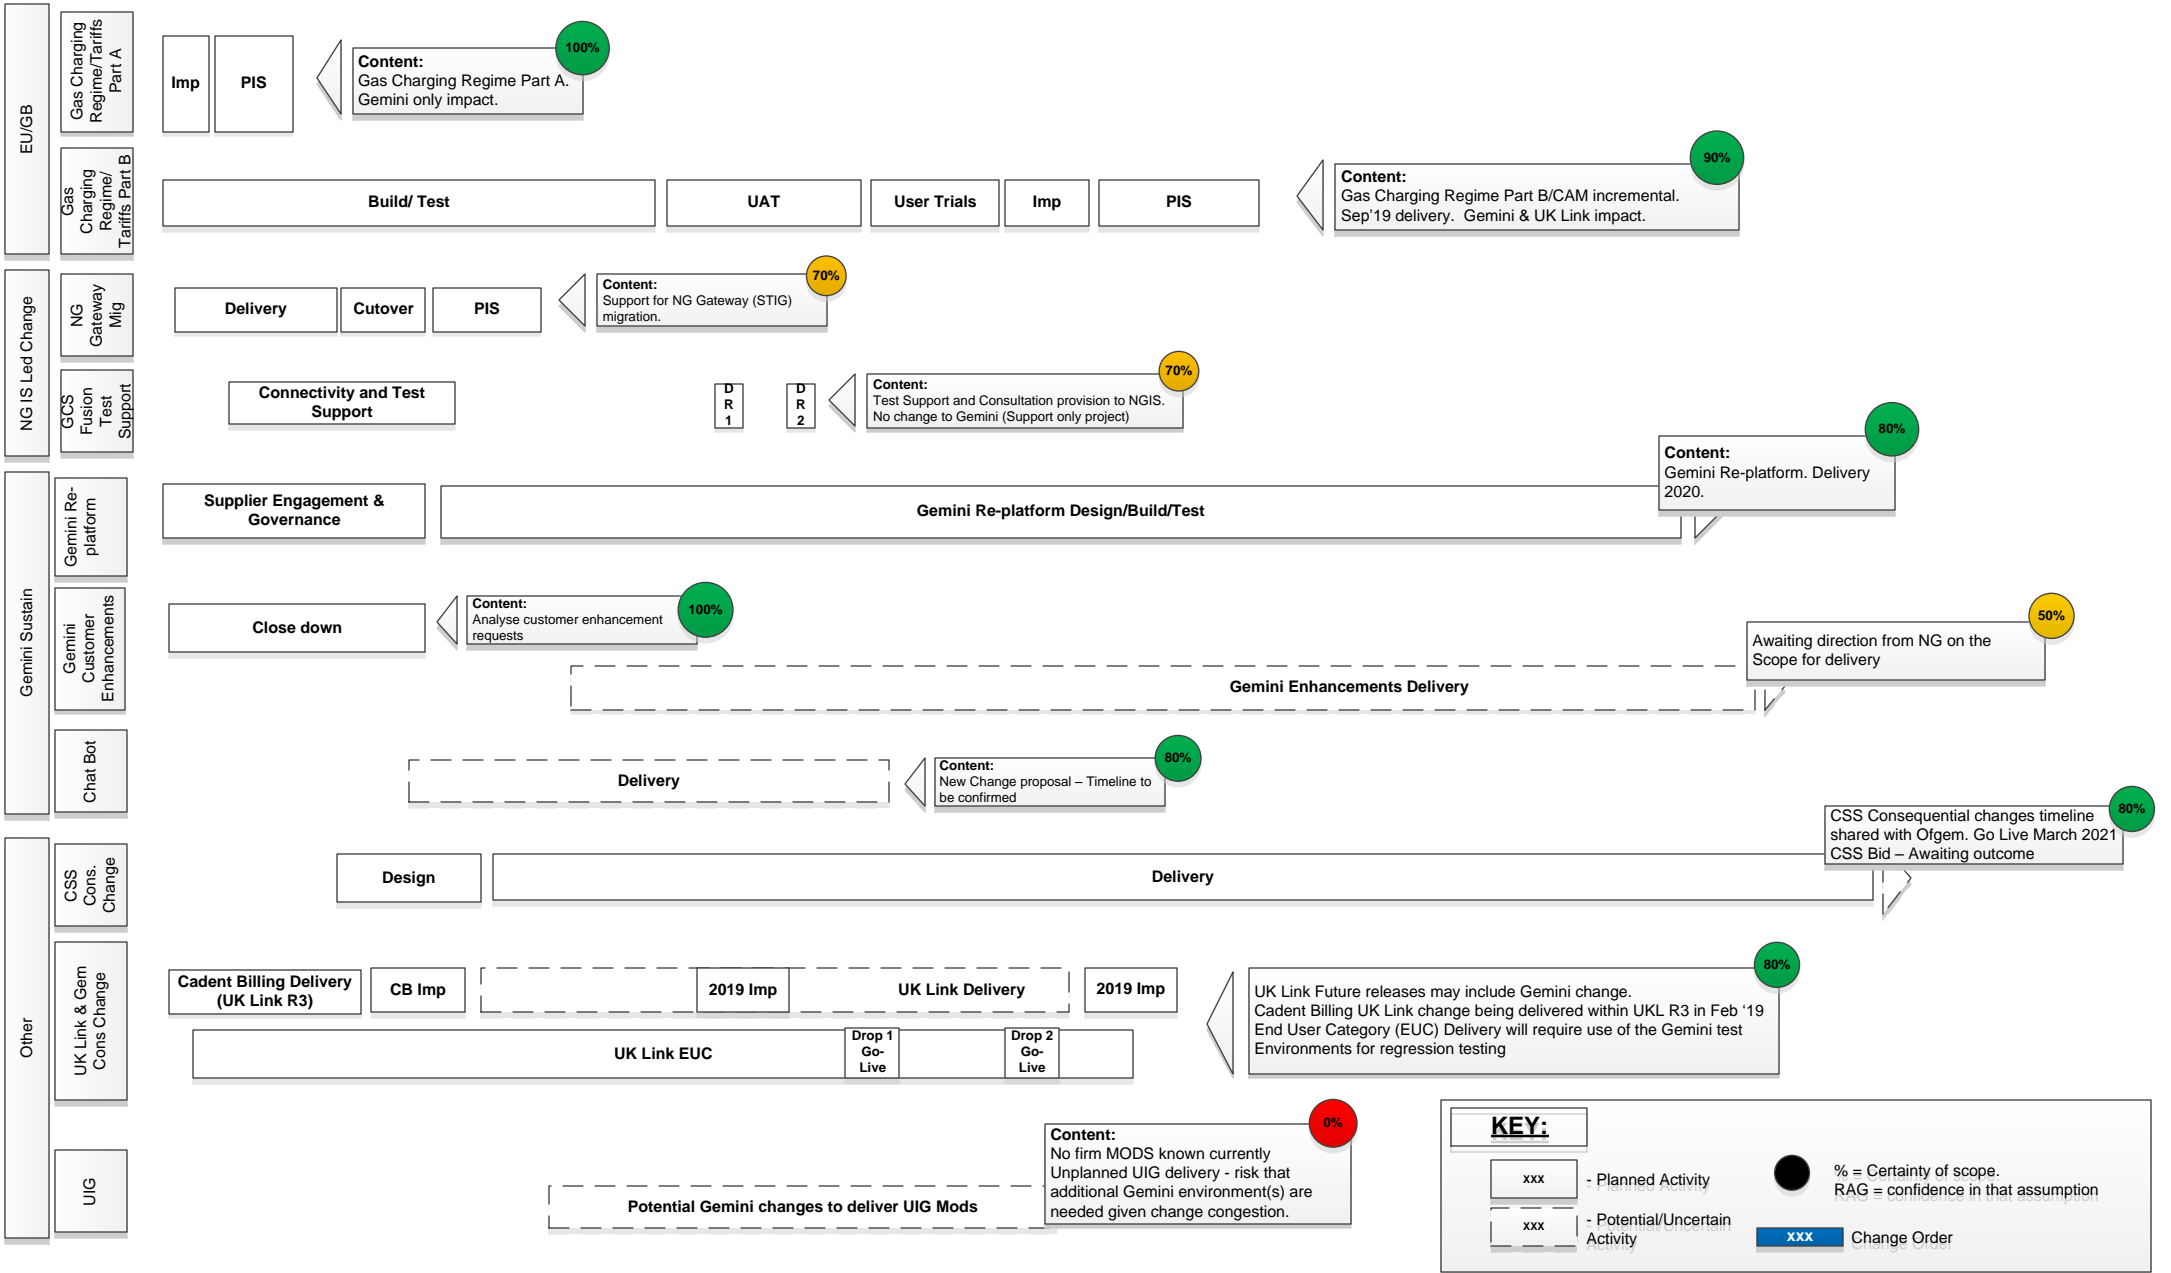 EU/GB
Gas Charging
Regime/Tariffs
Part A
Imp
PIS
Content:
Gas Charging Regime Part A.
Gemini only impact.
100%
Gas
Charging
Regime/
Tariffs Part B
Build/ Test
UAT
User Trials
Imp
PIS
Content:
Gas Charging Regime Part B/CAM incremental.
Sep'19 delivery.  Gemini & UK Link impact.
90%
NG IS Led Change
NG
Gateway
Mig
Delivery
Cutover
PIS
Content:
Support for NG Gateway (STIG)
migration.
70%
GCS
Fusion
Test
Support
Connectivity and Test
Support
D
R
1
D
R
2
Content:
Test Support and Consultation provision to NGIS.
No change to Gemini (Support only project)
70%
Gemini Sustain
Gemini Re-
platform
Supplier Engagement &
Governance
Gemini Re-platform Design/Build/Test
Content:
Gemini Re-platform. Delivery
2020.
80%
Gemini
Customer
Enhancements
Close down
Content:
Analyse customer enhancement
requests
100%
Gemini Enhancements Delivery
Awaiting direction from NG on the
Scope for delivery
50%
Chat Bot
Delivery
Content:
New Change proposal – Timeline to
be confirmed
80%
Other
CSS
Cons.
Change
Design
Delivery
CSS Consequential changes timeline
shared with Ofgem. Go Live March 2021
CSS Bid – Awaiting outcome
80%
UK Link & Gem
Cons Change
Cadent Billing Delivery
(UK Link R3)
CB Imp
2019 Imp
UK Link Delivery
2019 Imp
UK Link EUC
Drop 1
Go-
Live
Drop 2
Go-
Live
UK Link Future releases may include Gemini change.
Cadent Billing UK Link change being delivered within UKL R3 in Feb '19
End User Category (EUC) Delivery will require use of the Gemini test
Environments for regression testing
80%
UIG
Potential Gemini changes to deliver UIG Mods
Content:
No firm MODS known currently
Unplanned UIG delivery - risk that
additional Gemini environment(s) are
needed given change congestion.
0%
KEY:
xxx
- Planned Activity
% = Certainty of scope.
RAG = confidence in that assumption
xxx
- Potential/Uncertain
Activity
xxx
Change Order